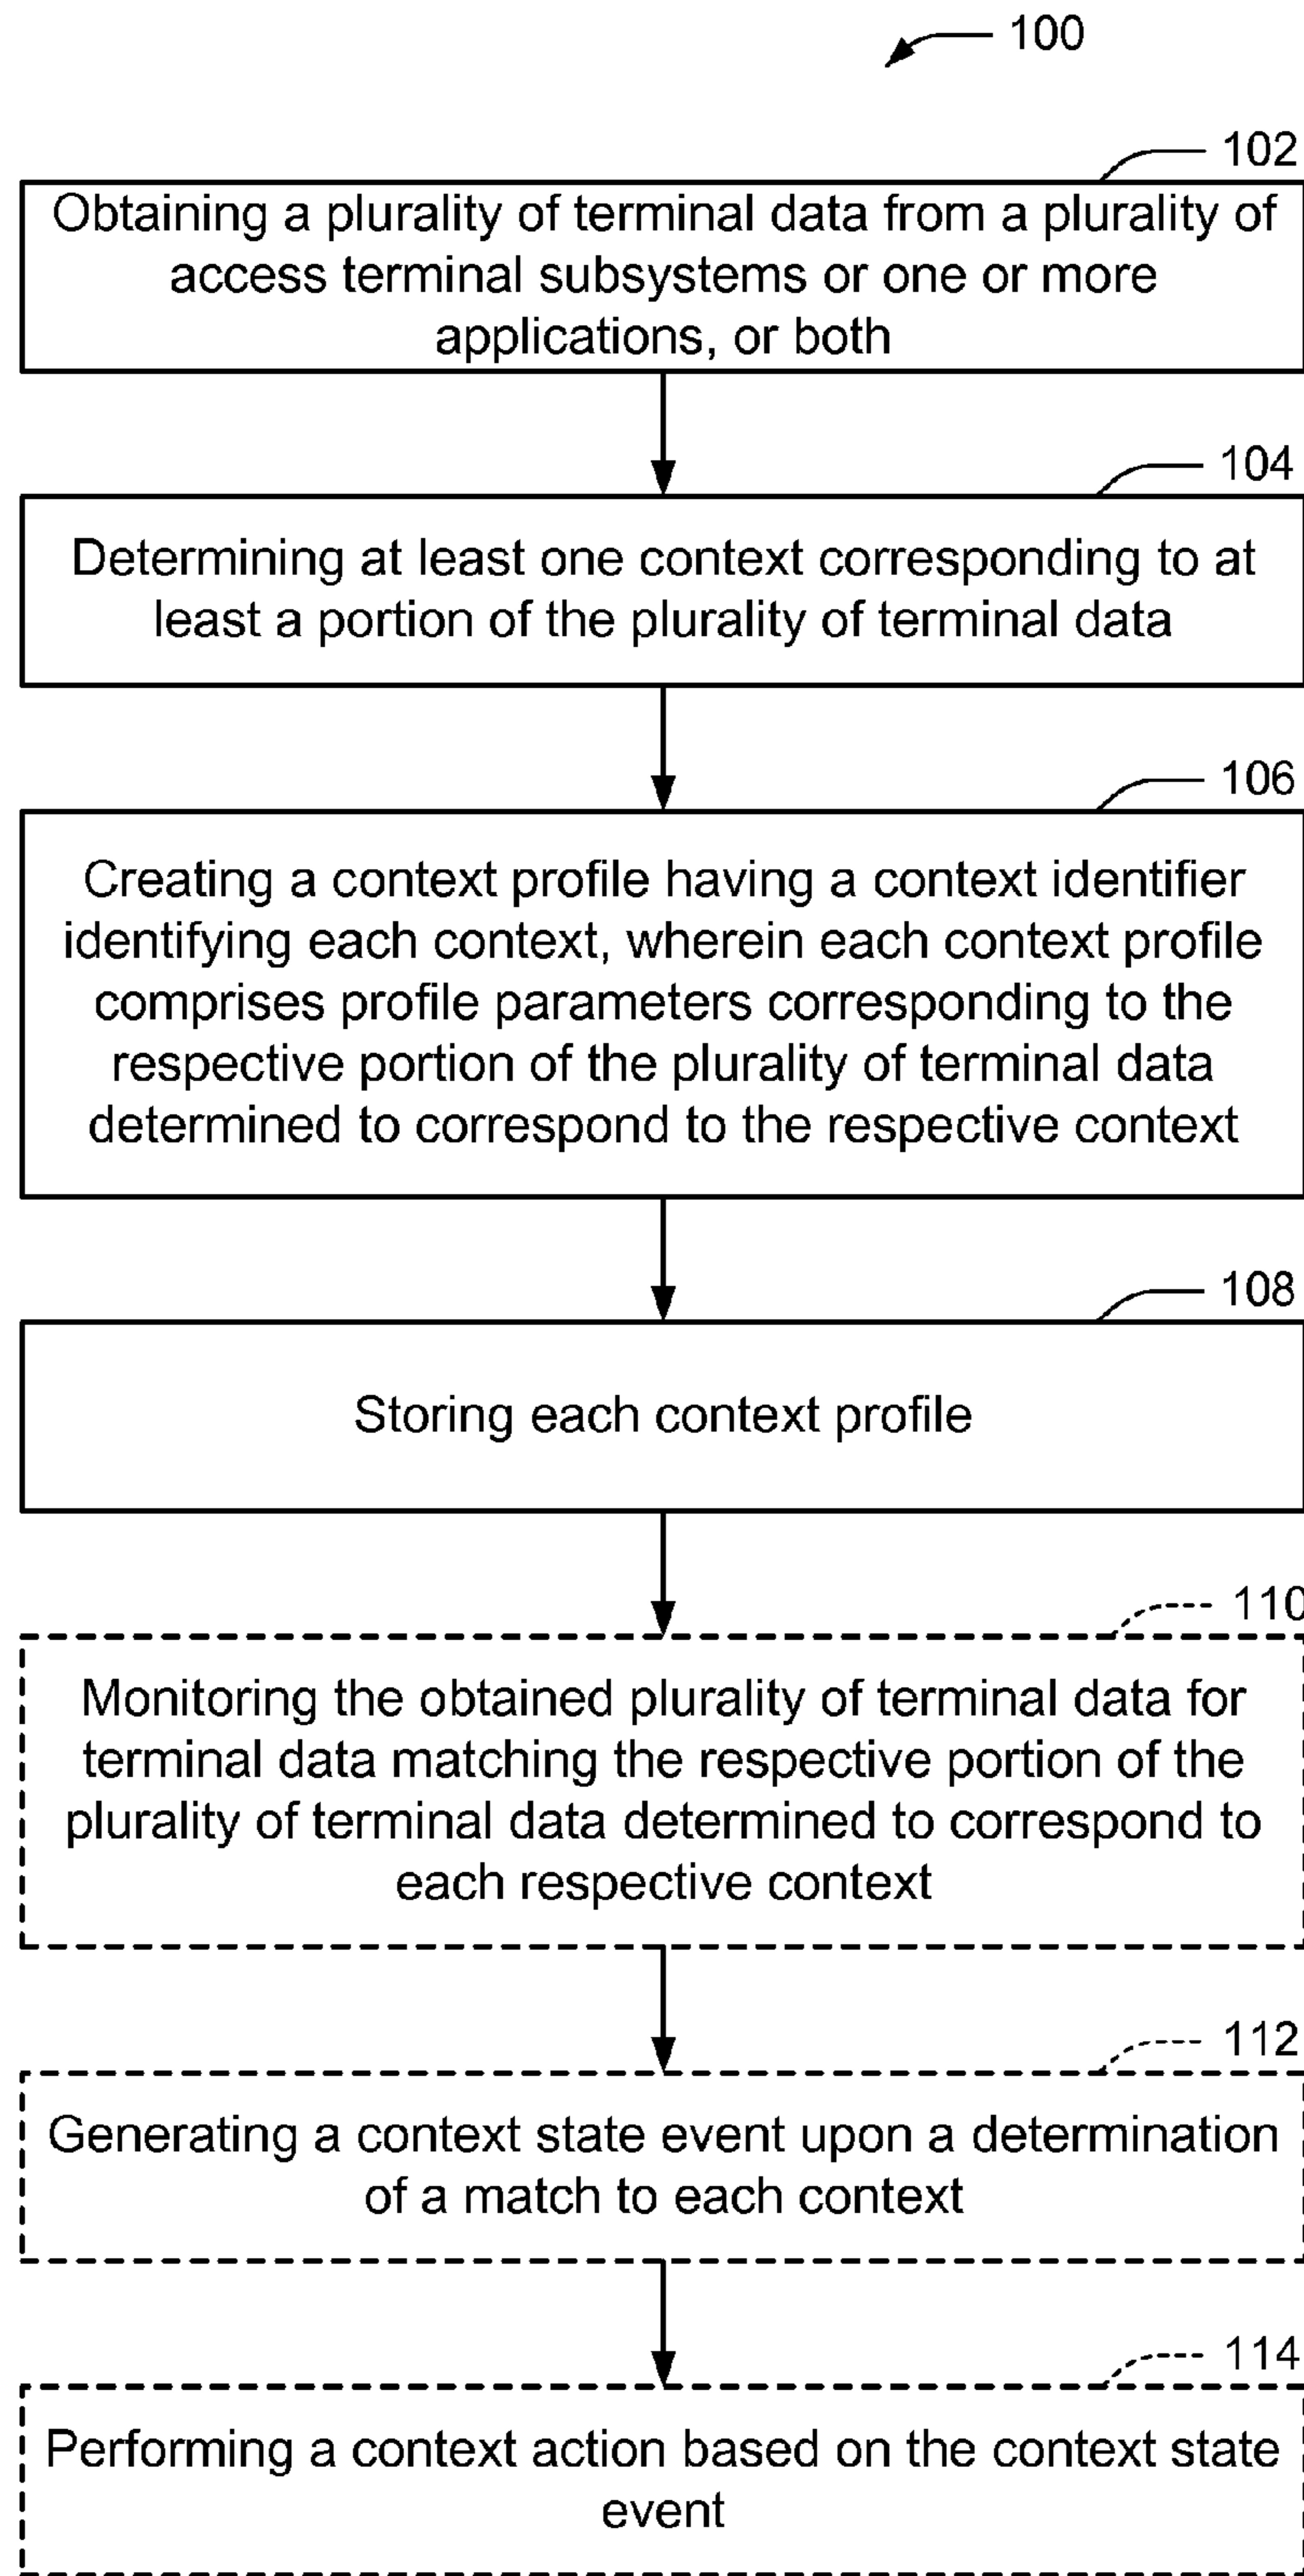 100
102
Obtaining a plurality of terminal data from a plurality of
access terminal subsystems or one or more
applications, or both
104
Determining at least one context corresponding to at
least a portion of the plurality of terminal data
106
Creating a context profile having a context identifier
identifying each context, wherein each context profile
comprises profile parameters corresponding to the
respective portion of the plurality of terminal data
determined to correspond to the respective context
108
Storing each context profile
110
Monitoring the obtained plurality of terminal data for
terminal data matching the respective portion of the
plurality of terminal data determined to correspond to
each respective context
112
Generating a context state event upon a determination
of a match to each context
114
Performing a context action based on the context state
event